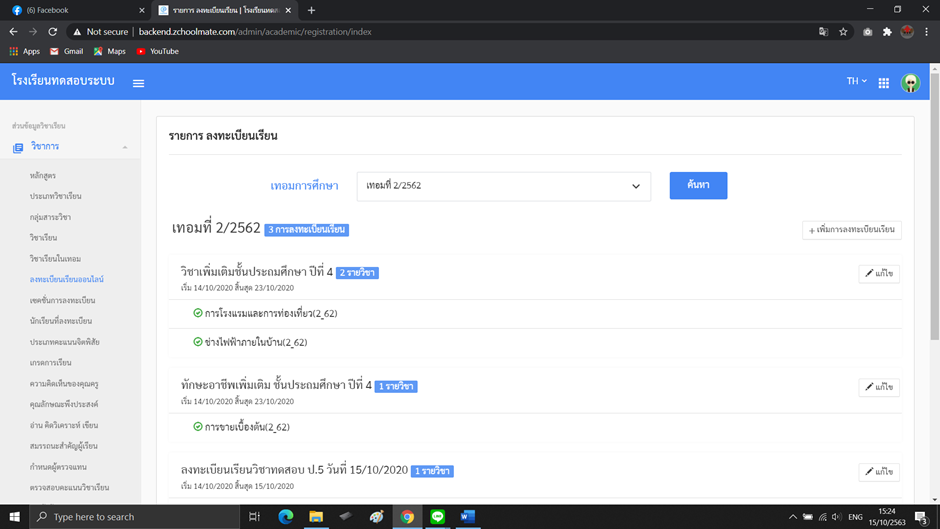 (6) Facebook
รายการ ลงทะเบียนเรียน | โรงเรียนทดส
Not secure | backend.zchoolmate.com/admin/academic/registration/index
Apps Gmail Maps YouTube
โรงเรียนทดสอบระบบ
TH
ส่วนข้อมูลวิชาเรียน
วิชาการ
หลักสูตร
ประเภทวิชาเรียน
กลุ่มสาระวิชา
วิชาเรียน
วิชาเรียนในเทอม
ลงทะเบียนเรียนออนไลน์
เซคชั่นการลงทะเบียน
นักเรียนที่ลงทะเบียน
ประเภทคะแนนจิตพิสัย
เกรดการเรียน
ความคิดเห็นของคุณครู
คุณลักษณะพึงประสงค์
อ่าน คิดวิเคราะห์ เขียน
สมรรถนะสำคัญผู้เรียน
กำหนดผู้ตรวจแทน
ตรวจสอบคะแนนวิชาเรียน
รายการ ลงทะเบียนเรียน
เทอมการศึกษา
เทอมที่ 2/2562
ค้นหา
เทอมที่ 2/2562 3 การลงทะเบียนเรียน
+ เพิ่มการลงทะเบียนเรียน
วิชาเพิ่มเติมชั้นประถมศึกษา ปีที่ 4 2 รายวิชา
แก้ไข
เริ่ม 14/10/2020 สิ้นสุด 23/10/2020
การโรงแรมและการท่องเที่ยว(2_62)
ช่างไฟฟ้าภายในบ้าน(2_62)
ทักษะอาชีพเพิ่มเติม ชั้นประถมศึกษา ปีที่ 4 1 รายวิชา
แก้ไข
เริ่ม 14/10/2020 สิ้นสุด 23/10/2020
การขายเบื้องต้น(2_62)
ลงทะเบียนเรียนวิชาทดสอบ ป.5 วันที่ 15/10/2020 1 รายวิชา
แก้ไข
เริ่ม 14/10/2020 สิ้นสุด 15/10/2020
Type here to search
ENG
15:24
15/10/2563
3